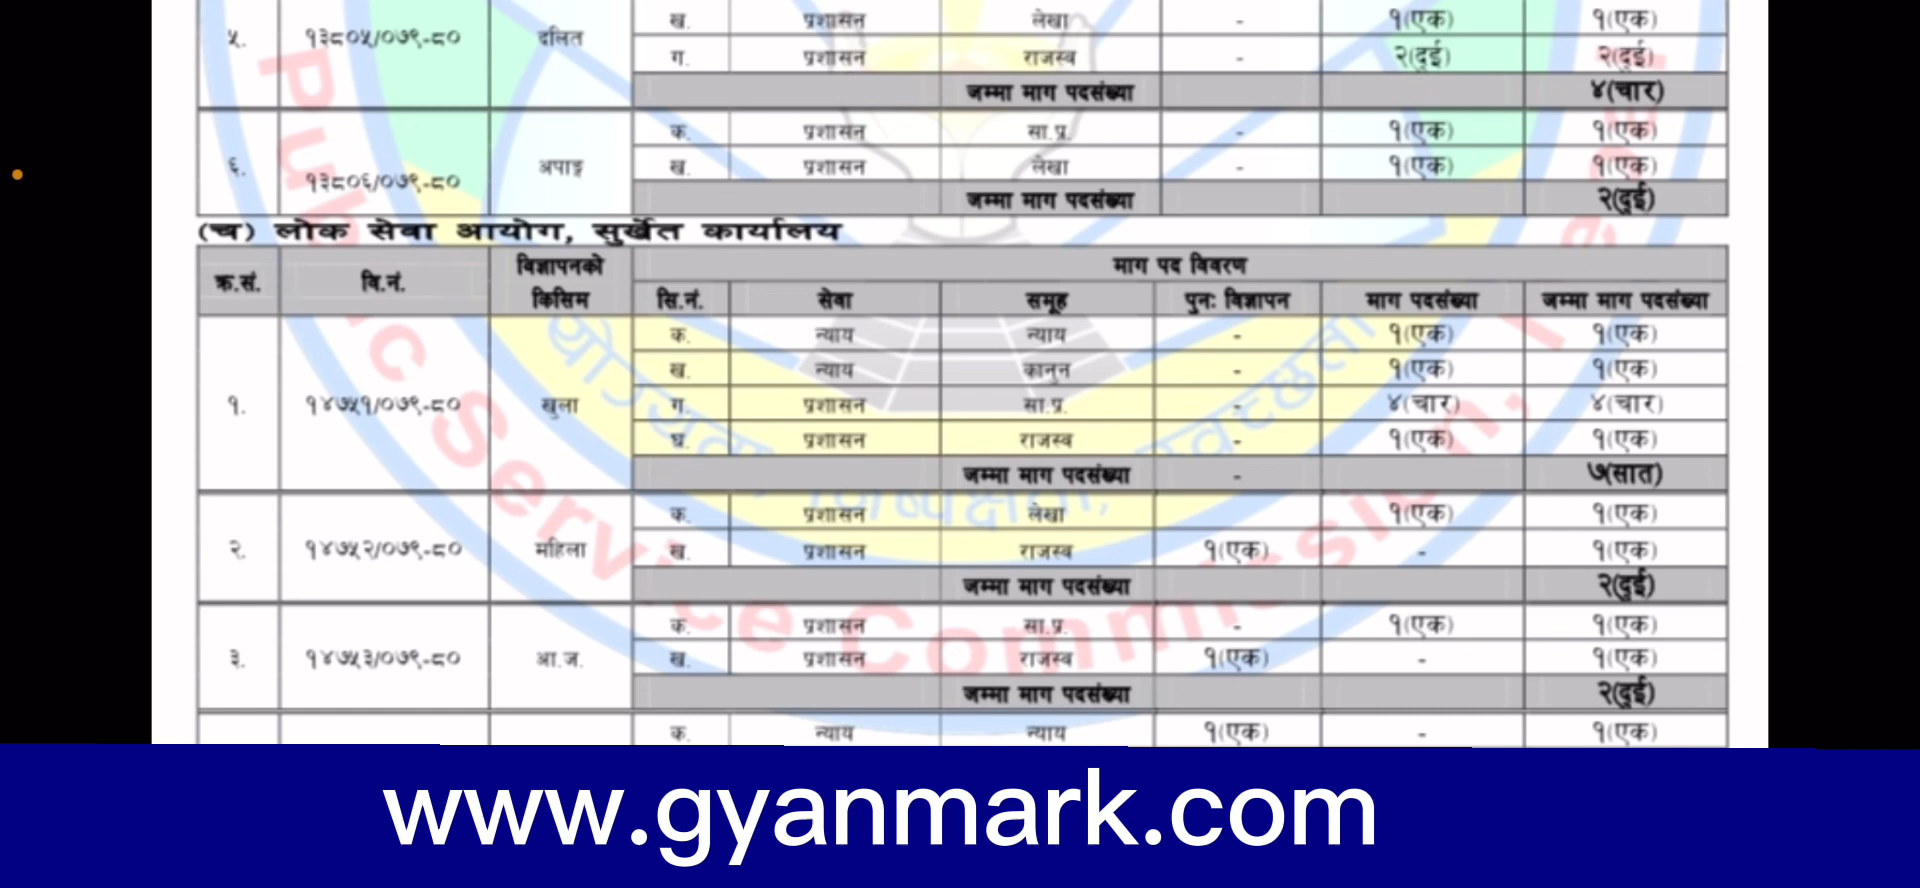 ख. प्रशासन लेखा - १(एक) १(एक)
५. १३८०५/०७९-८० दलित
ग. प्रशासन राजस्व - २(दुई) २(दुई)
जम्मा माग पदसंख्या ४(चार)
क. प्रशासन सा.प्र. - १(एक) १(एक)
६. १३८०६/०७९-८० अपाङ्ग ख. प्रशासन लेखा - १(एक) १(एक)
जम्मा माग पदसंख्या २(दुई)
(च) लोक सेवा आयोग, सुर्खेत कार्यालय
क्र.सं. वि.नं. विज्ञापनको किसिम माग पद विवरण
सि.नं. सेवा समूह पुनः विज्ञापन माग पदसंख्या जम्मा माग पदसंख्या
क. न्याय न्याय - १(एक) १(एक)
ख. न्याय कानुन - १(एक) १(एक)
१. १४७५१/०७९-८० खुला ग. प्रशासन सा.प्र. - ४(चार) ४(चार)
घ. प्रशासन राजस्व - १(एक) १(एक)
जम्मा माग पदसंख्या - ७(सात)
क. प्रशासन लेखा १(एक) १(एक)
२. १४७५२/०७९-८० महिला ख. प्रशासन राजस्व १(एक) - १(एक)
जम्मा माग पदसंख्या २(दुई)
क. प्रशासन सा.प्र. - १(एक) १(एक)
३. १४७५३/०७९-८० आ.ज. ख. प्रशासन राजस्व १(एक) - १(एक)
जम्मा माग पदसंख्या २(दुई)
क. न्याय न्याय १(एक) - १(एक)
Public Service Commission,
www.gyanmark.com